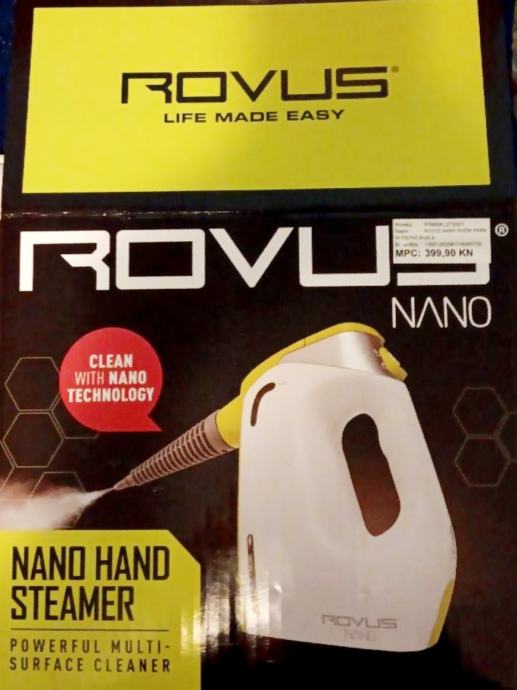 ROVUS®
LIFE MADE EASY
ROVUS®
MPC: 399,90 KN
NANO
CLEAN
WITH NANO
TECHNOLOGY
NANO HAND
STEAMER
POWERFUL MULTI-
SURFACE CLEANER
ROVUS
NANO